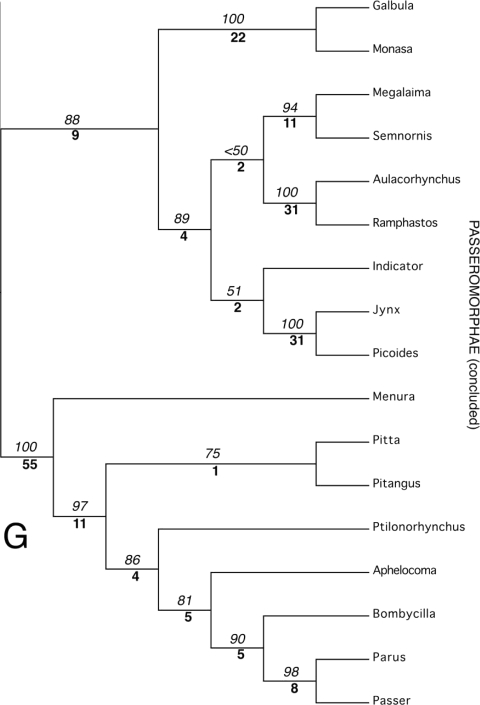 Galbula
100
22
Monasa
Megalaima
94
11
88
9
Semnornis
<50
2
Aulacorhynchus
100
31
89
4
Ramphastos
Indicator
51
2
Jynx
100
31
Picoides
PASSEROMORPHAE (concluded)
Menura
100
55
Pitta
75
1
Pitangus
97
11
Ptilonorhynchus
G
86
4
Aphelocoma
81
5
Bombycilla
90
5
Parus
98
8
Passer